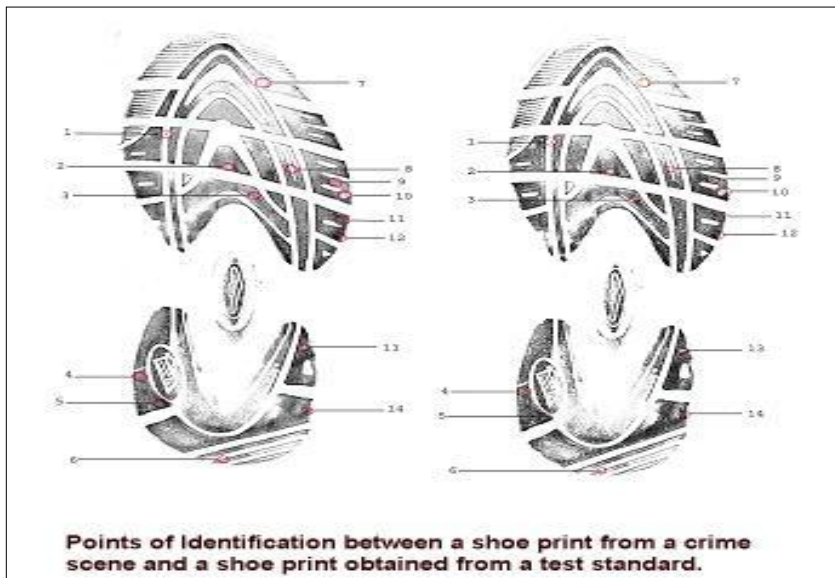 7 7
1 1
2 8 2 8
3 9 3 9
10 10
11 11
12 12
13 13
4 4
5 14 5 14
6 6
Points of Identification between a shoe print from a crime
scene and a shoe print obtained from a test standard.